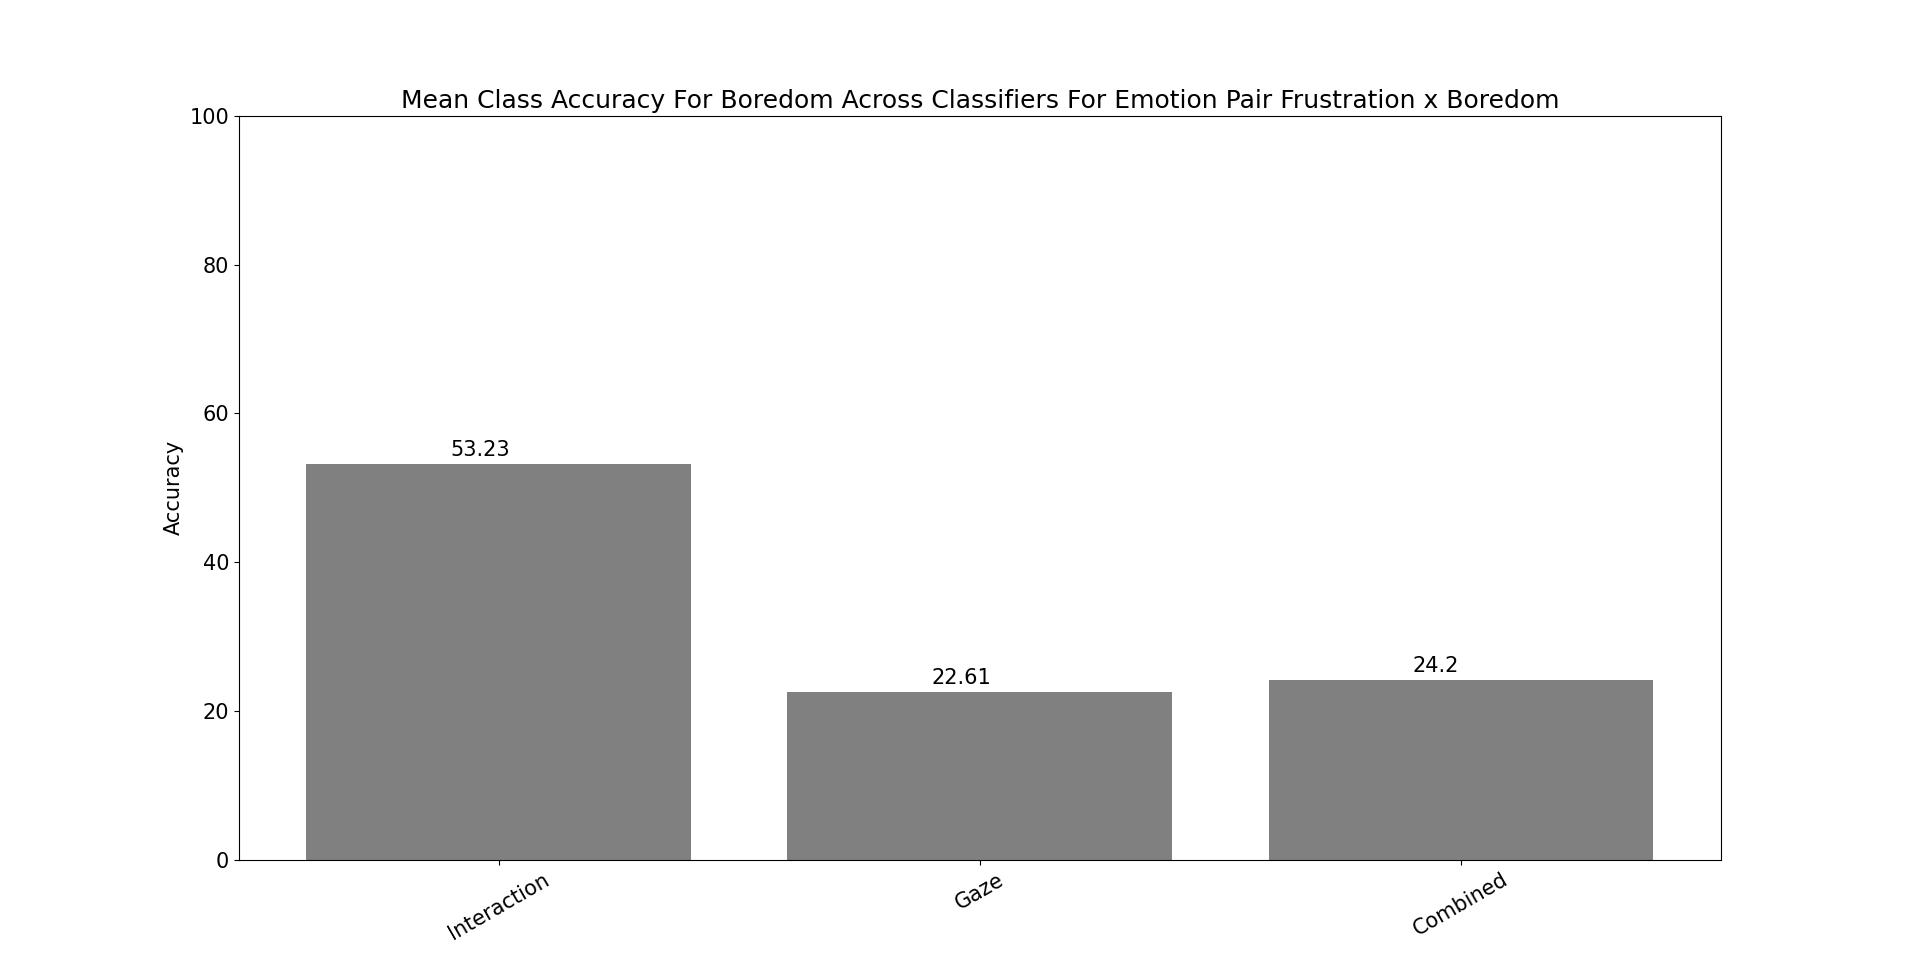 Mean Class Accuracy For Boredom Across Classifiers For Emotion Pair Frustration x Boredom
100
80
60
40
20
0
Accuracy
53.23
22.61
24.2
Interaction
Gaze
Combined